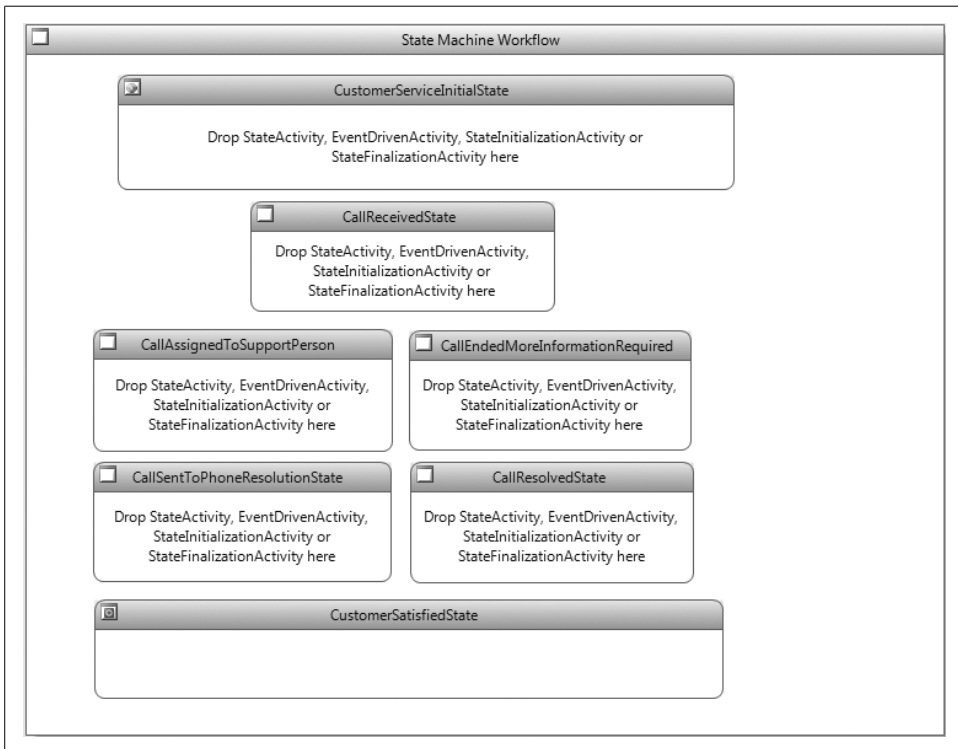 State Machine Workflow
CustomerServiceInitialState
Drop StateActivity, EventDrivenActivity, StateInitializationActivity or
StateFinalizationActivity here
CallReceivedState
Drop StateActivity, EventDrivenActivity,
StateInitializationActivity or
StateFinalizationActivity here
CallAssignedToSupportPerson
Drop StateActivity, EventDrivenActivity,
StateInitializationActivity or
StateFinalizationActivity here
CallEndedMoreInformationRequired
Drop StateActivity, EventDrivenActivity,
StateInitializationActivity or
StateFinalizationActivity here
CallSentToPhoneResolutionState
Drop StateActivity, EventDrivenActivity,
StateInitializationActivity or
StateFinalizationActivity here
CallResolvedState
Drop StateActivity, EventDrivenActivity,
StateInitializationActivity or
StateFinalizationActivity here
CustomerSatisfiedState